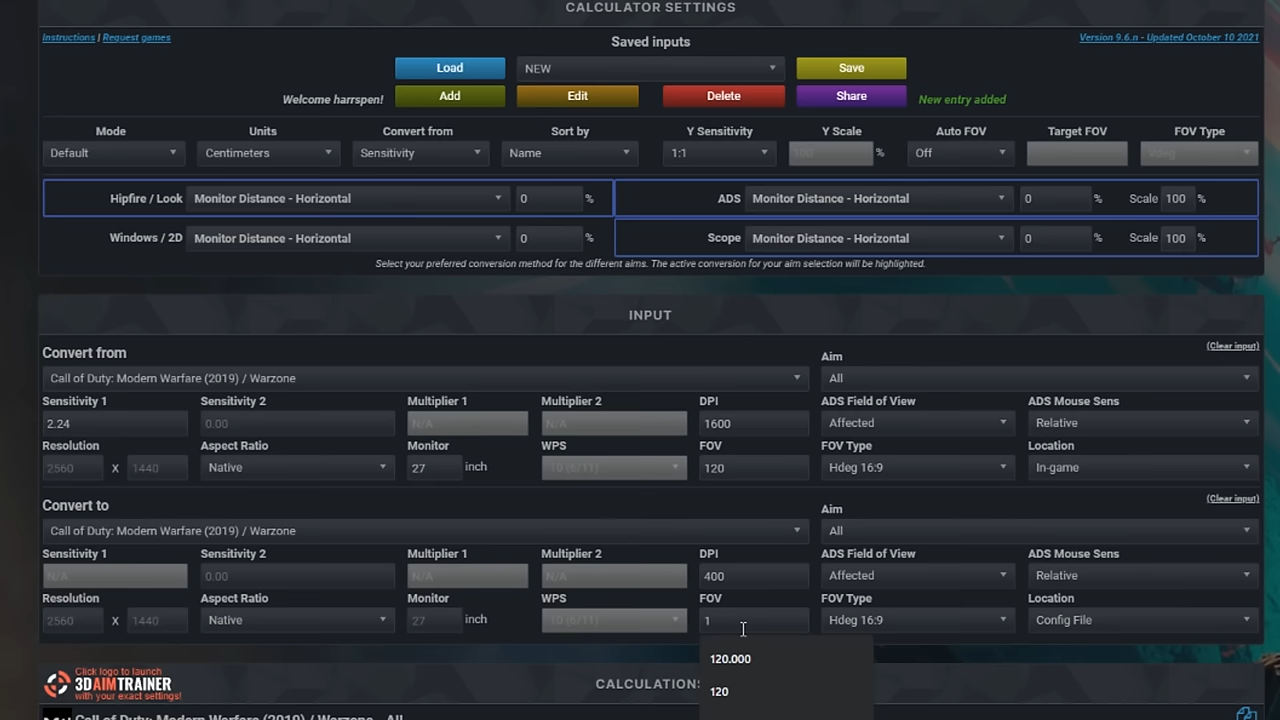 CALCULATOR SETTINGS
Instructions | Request games
Saved inputs
Version 9.6.n - Updated October 10 2021
Load NEW Save
Welcome harrspen! Add Edit Delete Share New entry added
Mode Units Convert from Sort by Y Sensitivity Y Scale Auto FOV Target FOV FOV Type
Default Centimeters Sensitivity Name 1:1 100 % Off Vdeg
Hipfire / Look Monitor Distance - Horizontal 0 % ADS Monitor Distance - Horizontal 0 % Scale 100 %
Windows / 2D Monitor Distance - Horizontal 0 % Scope Monitor Distance - Horizontal 0 % Scale 100 %
Select your preferred conversion method for the different aims. The active conversion for your aim selection will be highlighted.
INPUT
Convert from (Clear input)
Aim
Call of Duty: Modern Warfare (2019) / Warzone All
Sensitivity 1 Sensitivity 2 Multiplier 1 Multiplier 2 DPI ADS Field of View ADS Mouse Sens
2.24 0.00 N/A N/A 1600 Affected Relative
Resolution Aspect Ratio Monitor WPS FOV FOV Type Location
2560 X 1440 Native 27 inch 10 (6/11) 120 Hdeg 16:9 In-game
Convert to (Clear input)
Aim
Call of Duty: Modern Warfare (2019) / Warzone All
Sensitivity 1 Sensitivity 2 Multiplier 1 Multiplier 2 DPI ADS Field of View ADS Mouse Sens
N/A 0.00 N/A N/A 400 Affected Relative
Resolution Aspect Ratio Monitor WPS FOV FOV Type Location
2560 X 1440 Native 27 inch 10 (6/11) 1 Hdeg 16:9 Config File
120.000
120
Click logo to launch
3DAIMTRAINER
with your exact settings!
CALCULATIONS
Call of Duty: Modern Warfare (2019) / Warzone - All